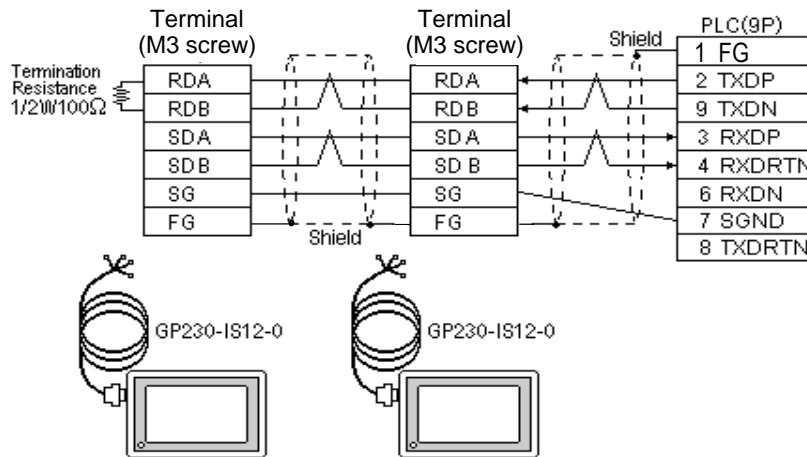 Terminal
(M3 screw)
Terminal
(M3 screw)
PLC(9P)
Shield
Termination
Resistance
1/2W100Ω
RDA
RDB
SDA
SDB
SG
FG
Shield
RDA
RDB
SDA
SDB
SG
FG
1 FG
2 TXDP
9 TXDN
3 RXDP
4 RXDRTN
6 RXDN
7 SGND
8 TXDRTN
GP230-IS12-0
GP230-IS12-0